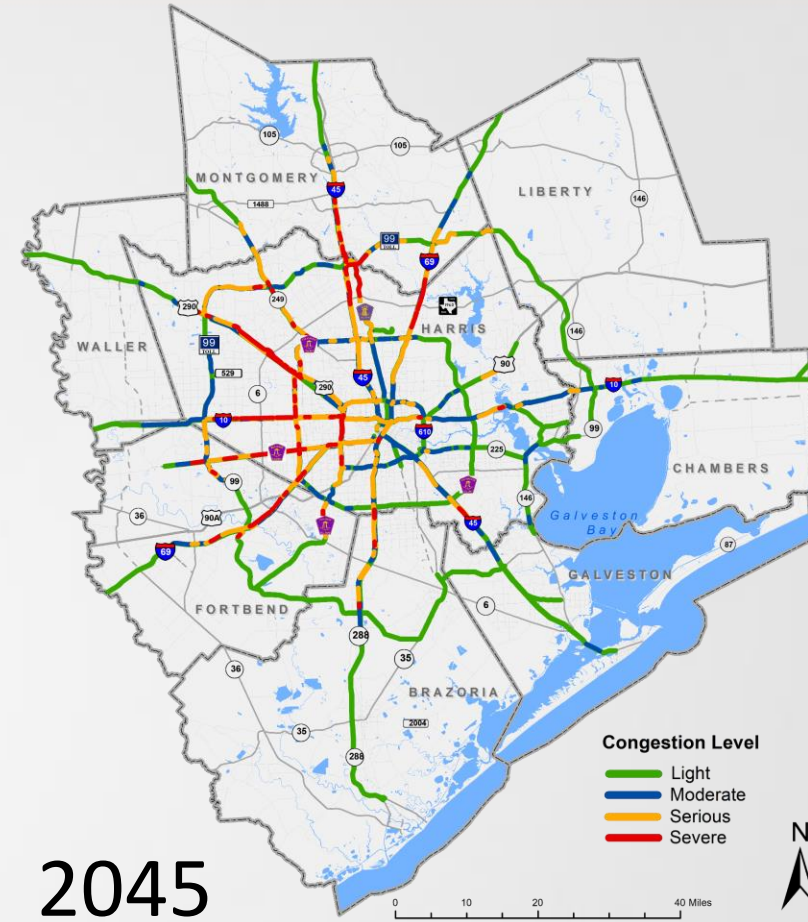 105
105
MONTGOMERY
45
1488
LIBERTY
146
99
TOLL
69
290
249
HARRIS
146
WALLER
99
TOLL
529
90
45
290
6
10
10
610
99
225
CHAMBERS
99
146
36
90A
Galveston
Bay
45
87
69
GALVESTON
FORTBEND
6
288
35
36
BRAZORIA
2004
35
288
Congestion Level
Light
Moderate
Serious
Severe
N
2045
0 10 20 40 Miles